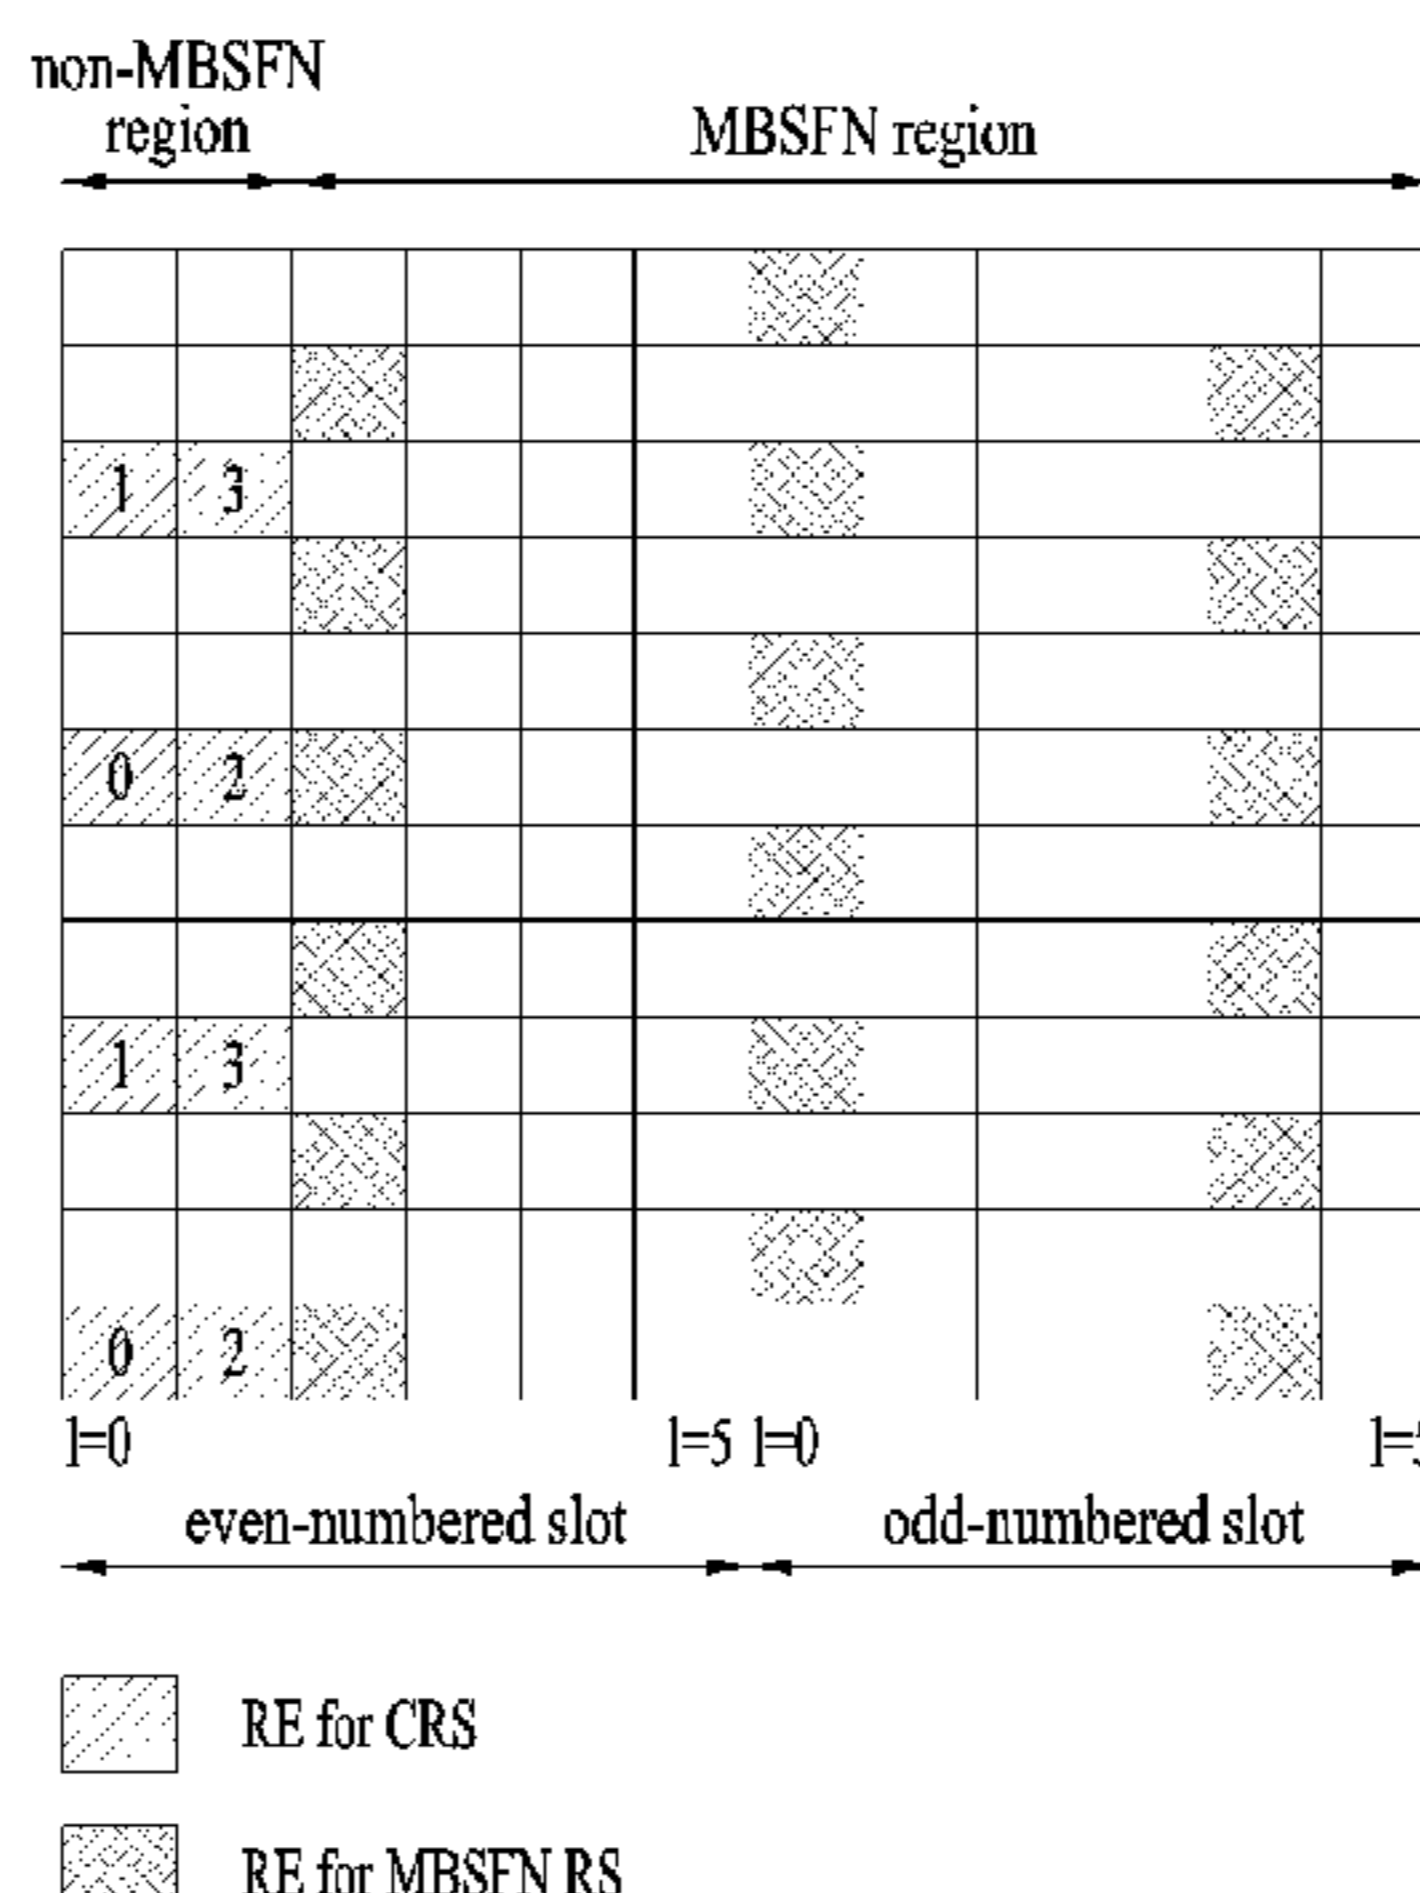 non-MBSFN
region
MBSFN region
1 3
0 2
1 3
0 2
l=0 l=5 l=0
even-numbered slot odd-numbered slot
RE for CRS
RE for MBSFN RS